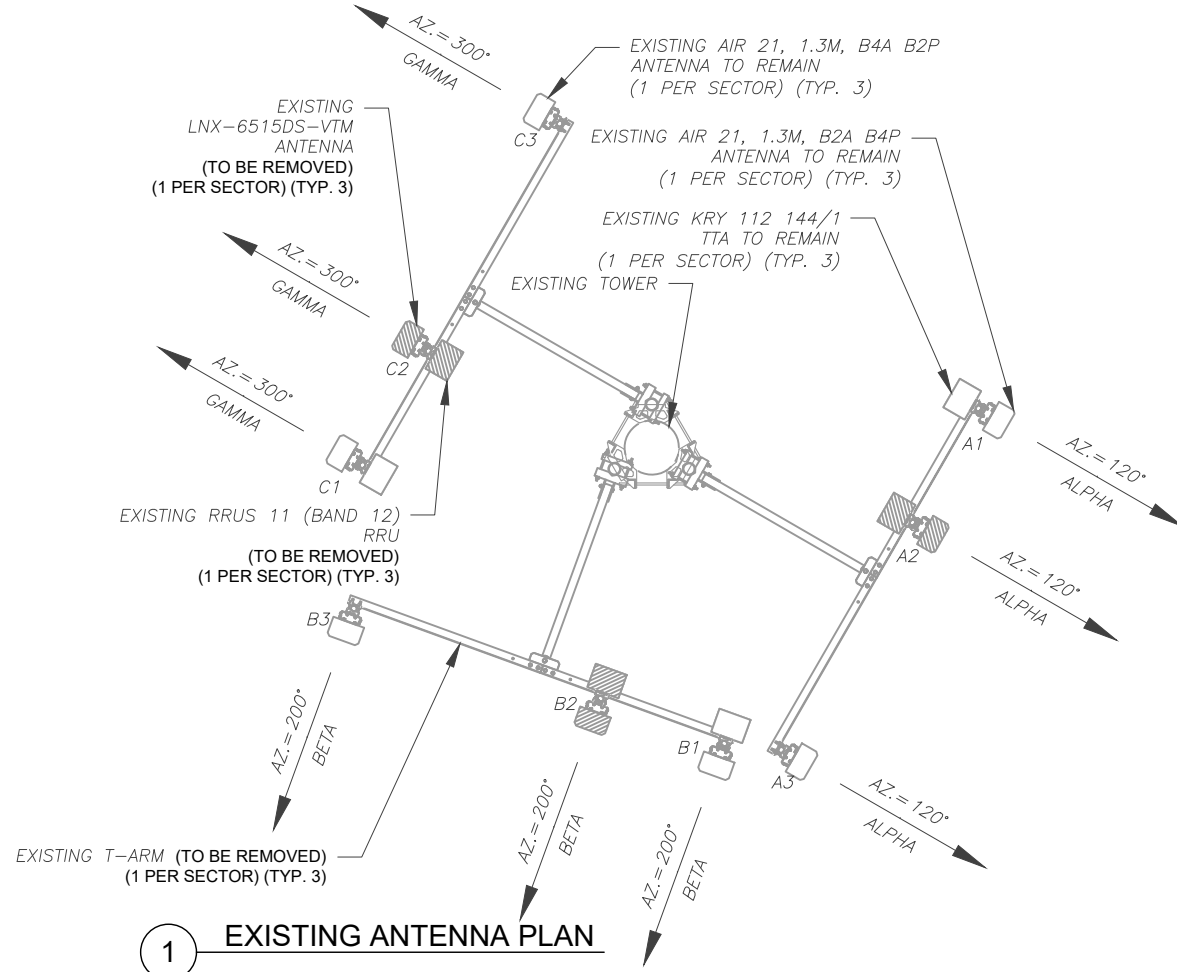 AZ.= 300°
GAMMA
EXISTING AIR 21, 1.3M, B4A B2P
ANTENNA TO REMAIN
(1 PER SECTOR) (TYP. 3)
EXISTING
LNX-6515DS-VTM
ANTENNA
(TO BE REMOVED)
(1 PER SECTOR) (TYP. 3)
C3
EXISTING AIR 21, 1.3M, B2A B4P
ANTENNA TO REMAIN
(1 PER SECTOR) (TYP. 3)
EXISTING KRY 112 144/1
TTA TO REMAIN
(1 PER SECTOR) (TYP. 3)
EXISTING TOWER
AZ.= 300°
GAMMA
C2
AZ.= 300°
GAMMA
C1
A1
AZ.= 120°
ALPHA
A2
AZ.= 120°
ALPHA
EXISTING RRUS 11 (BAND 12)
RRU
(TO BE REMOVED)
(1 PER SECTOR) (TYP. 3)
B3
B2
B1
A3
AZ.= 200°
BETA
AZ.= 200°
BETA
AZ.= 200°
BETA
AZ.= 120°
ALPHA
EXISTING T-ARM (TO BE REMOVED)
(1 PER SECTOR) (TYP. 3)
1 EXISTING ANTENNA PLAN